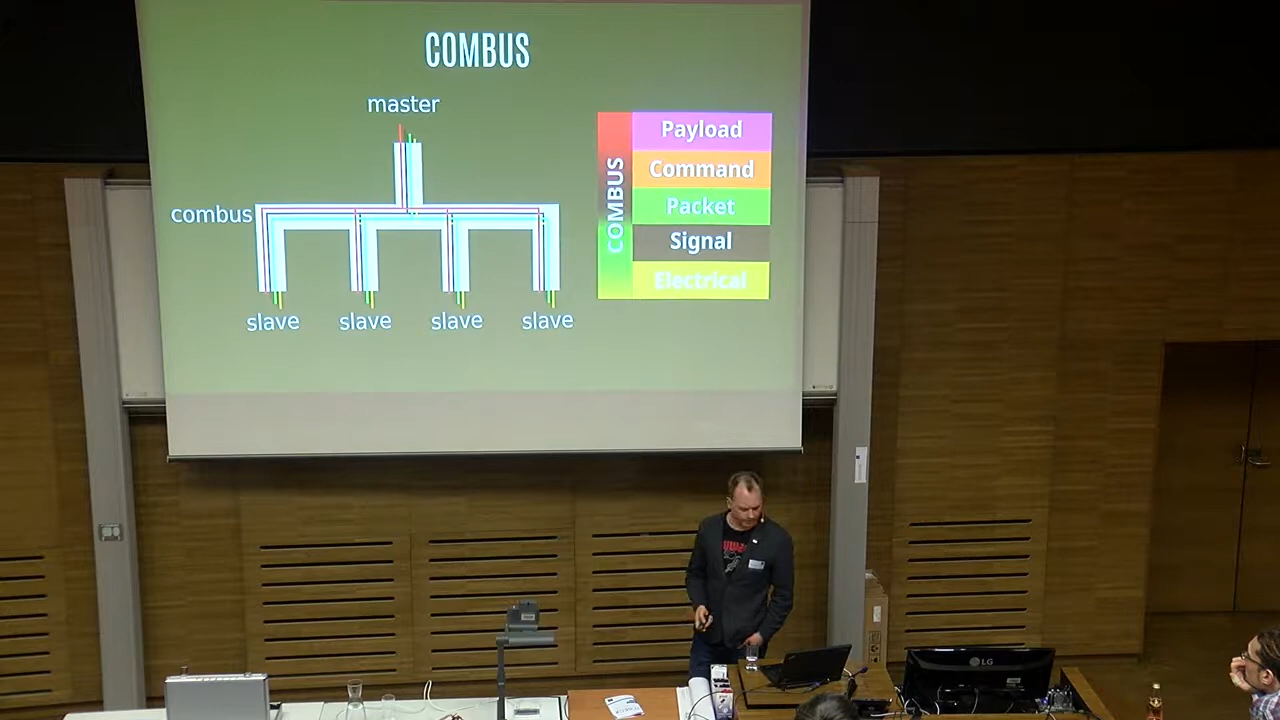 COMBUS
master
combus
slave slave slave slave
COMBUS
Payload
Command
Packet
Signal
Electrical
LG